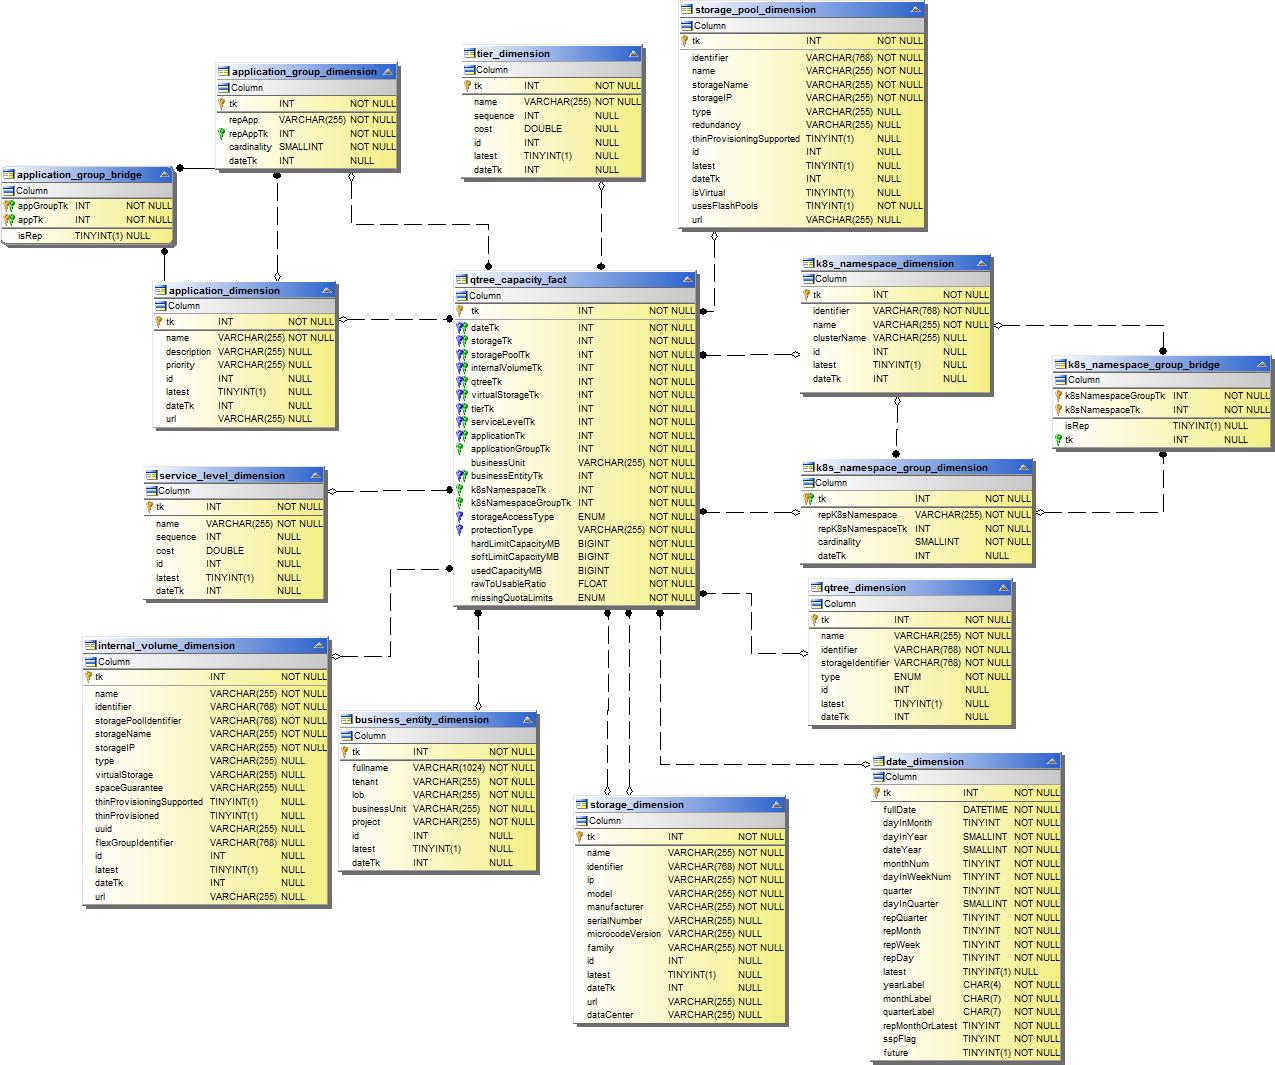 storage_pool_dimension
Column
tk INT NOT NULL
identifier VARCHAR(768) NOT NULL
name VARCHAR(255) NOT NULL
storageName VARCHAR(255) NOT NULL
storageIP VARCHAR(255) NOT NULL
type VARCHAR(255) NULL
redundancy VARCHAR(255) NULL
thinProvisioningSupported TINYINT(1) NULL
id INT NULL
latest TINYINT(1) NULL
dateTk INT NULL
isVirtual TINYINT(1) NULL
usesFlashPools TINYINT(1) NOT NULL
url VARCHAR(255) NULL
tier_dimension
Column
tk INT NOT NULL
name VARCHAR(255) NOT NULL
sequence INT NULL
cost DOUBLE NULL
id INT NULL
latest TINYINT(1) NULL
dateTk INT NULL
application_group_dimension
Column
tk INT NOT NULL
repApp VARCHAR(255) NOT NULL
repAppTk INT NOT NULL
cardinality SMALLINT NOT NULL
dateTk INT NULL
application_group_bridge
Column
appGroupTk INT NOT NULL
appTk INT NOT NULL
isRep TINYINT(1) NULL
application_dimension
Column
tk INT NOT NULL
name VARCHAR(255) NOT NULL
description VARCHAR(255) NULL
priority VARCHAR(255) NULL
id INT NULL
latest TINYINT(1) NULL
dateTk INT NULL
url VARCHAR(255) NULL
qtree_capacity_fact
Column
tk INT NOT NULL
dateTk INT NOT NULL
storageTk INT NOT NULL
storagePoolTk INT NOT NULL
internalVolumeTk INT NOT NULL
qtreeTk INT NOT NULL
virtualStorageTk INT NOT NULL
tierTk INT NOT NULL
serviceLevelTk INT NOT NULL
applicationTk INT NOT NULL
applicationGroupTk INT NOT NULL
businessUnit VARCHAR(255) NOT NULL
businessEntityTk INT NOT NULL
k8sNamespaceTk INT NOT NULL
k8sNamespaceGroupTk INT NOT NULL
storageAccessType ENUM NOT NULL
protectionType VARCHAR(255) NOT NULL
hardLimitCapacityMB BIGINT NOT NULL
softLimitCapacityMB BIGINT NOT NULL
usedCapacityMB BIGINT NOT NULL
rawToUsableRatio FLOAT NOT NULL
missingQuotaLimits ENUM NOT NULL
k8s_namespace_dimension
Column
tk INT NOT NULL
identifier VARCHAR(768) NOT NULL
name VARCHAR(255) NOT NULL
clusterName VARCHAR(255) NULL
id INT NULL
latest TINYINT(1) NULL
dateTk INT NULL
k8s_namespace_group_bridge
Column
k8sNamespaceGroupTk INT NOT NULL
k8sNamespaceTk INT NOT NULL
isRep TINYINT(1) NULL
tk INT NOT NULL
k8s_namespace_group_dimension
Column
tk INT NOT NULL
repK8sNamespace VARCHAR(255) NOT NULL
repK8sNamespaceTk INT NOT NULL
cardinality SMALLINT NOT NULL
dateTk INT NULL
service_level_dimension
Column
tk INT NOT NULL
name VARCHAR(255) NOT NULL
sequence INT NULL
cost DOUBLE NULL
id INT NULL
latest TINYINT(1) NULL
dateTk INT NULL
qtree_dimension
Column
tk INT NOT NULL
name VARCHAR(255) NOT NULL
identifier VARCHAR(768) NOT NULL
storageIdentifier VARCHAR(768) NOT NULL
type ENUM NOT NULL
id INT NULL
latest TINYINT(1) NULL
dateTk INT NULL
internal_volume_dimension
Column
tk INT NOT NULL
name VARCHAR(255) NOT NULL
identifier VARCHAR(768) NOT NULL
storagePoolIdentifier VARCHAR(768) NOT NULL
storageName VARCHAR(255) NOT NULL
storageIP VARCHAR(255) NOT NULL
type VARCHAR(255) NULL
virtualStorage VARCHAR(255) NULL
spaceGuarantee VARCHAR(255) NULL
thinProvisioningSupported TINYINT(1) NULL
thinProvisioned TINYINT(1) NULL
uuid VARCHAR(255) NULL
flexGroupIdentifier VARCHAR(768) NULL
id INT NULL
latest TINYINT(1) NULL
dateTk INT NULL
url VARCHAR(255) NULL
business_entity_dimension
Column
tk INT NOT NULL
fullname VARCHAR(1024) NOT NULL
tenant VARCHAR(255) NOT NULL
lob VARCHAR(255) NOT NULL
businessUnit VARCHAR(255) NOT NULL
project VARCHAR(255) NOT NULL
id INT NULL
latest TINYINT(1) NULL
dateTk INT NULL
storage_dimension
Column
tk INT NOT NULL
name VARCHAR(255) NOT NULL
identifier VARCHAR(768) NOT NULL
ip VARCHAR(255) NOT NULL
model VARCHAR(255) NOT NULL
manufacturer VARCHAR(255) NOT NULL
serialNumber VARCHAR(255) NULL
microcodeVersion VARCHAR(255) NULL
family VARCHAR(255) NOT NULL
id INT NULL
latest TINYINT(1) NULL
dateTk INT NULL
url VARCHAR(255) NULL
dataCenter VARCHAR(255) NULL
date_dimension
Column
tk INT NOT NULL
fullDate DATETIME NOT NULL
dayInMonth TINYINT NOT NULL
dayInYear SMALLINT NOT NULL
dateYear SMALLINT NOT NULL
monthNum TINYINT NOT NULL
dayInWeekNum TINYINT NOT NULL
quarter TINYINT NOT NULL
dayInQuarter SMALLINT NOT NULL
repQuarter TINYINT NOT NULL
repMonth TINYINT NOT NULL
repWeek TINYINT NOT NULL
repDay TINYINT NOT NULL
latest TINYINT(1) NULL
yearLabel CHAR(4) NOT NULL
monthLabel CHAR(7) NOT NULL
quarterLabel CHAR(7) NOT NULL
repMonthOrLatest TINYINT NOT NULL
sspFlag TINYINT NOT NULL
future TINYINT(1) NOT NULL